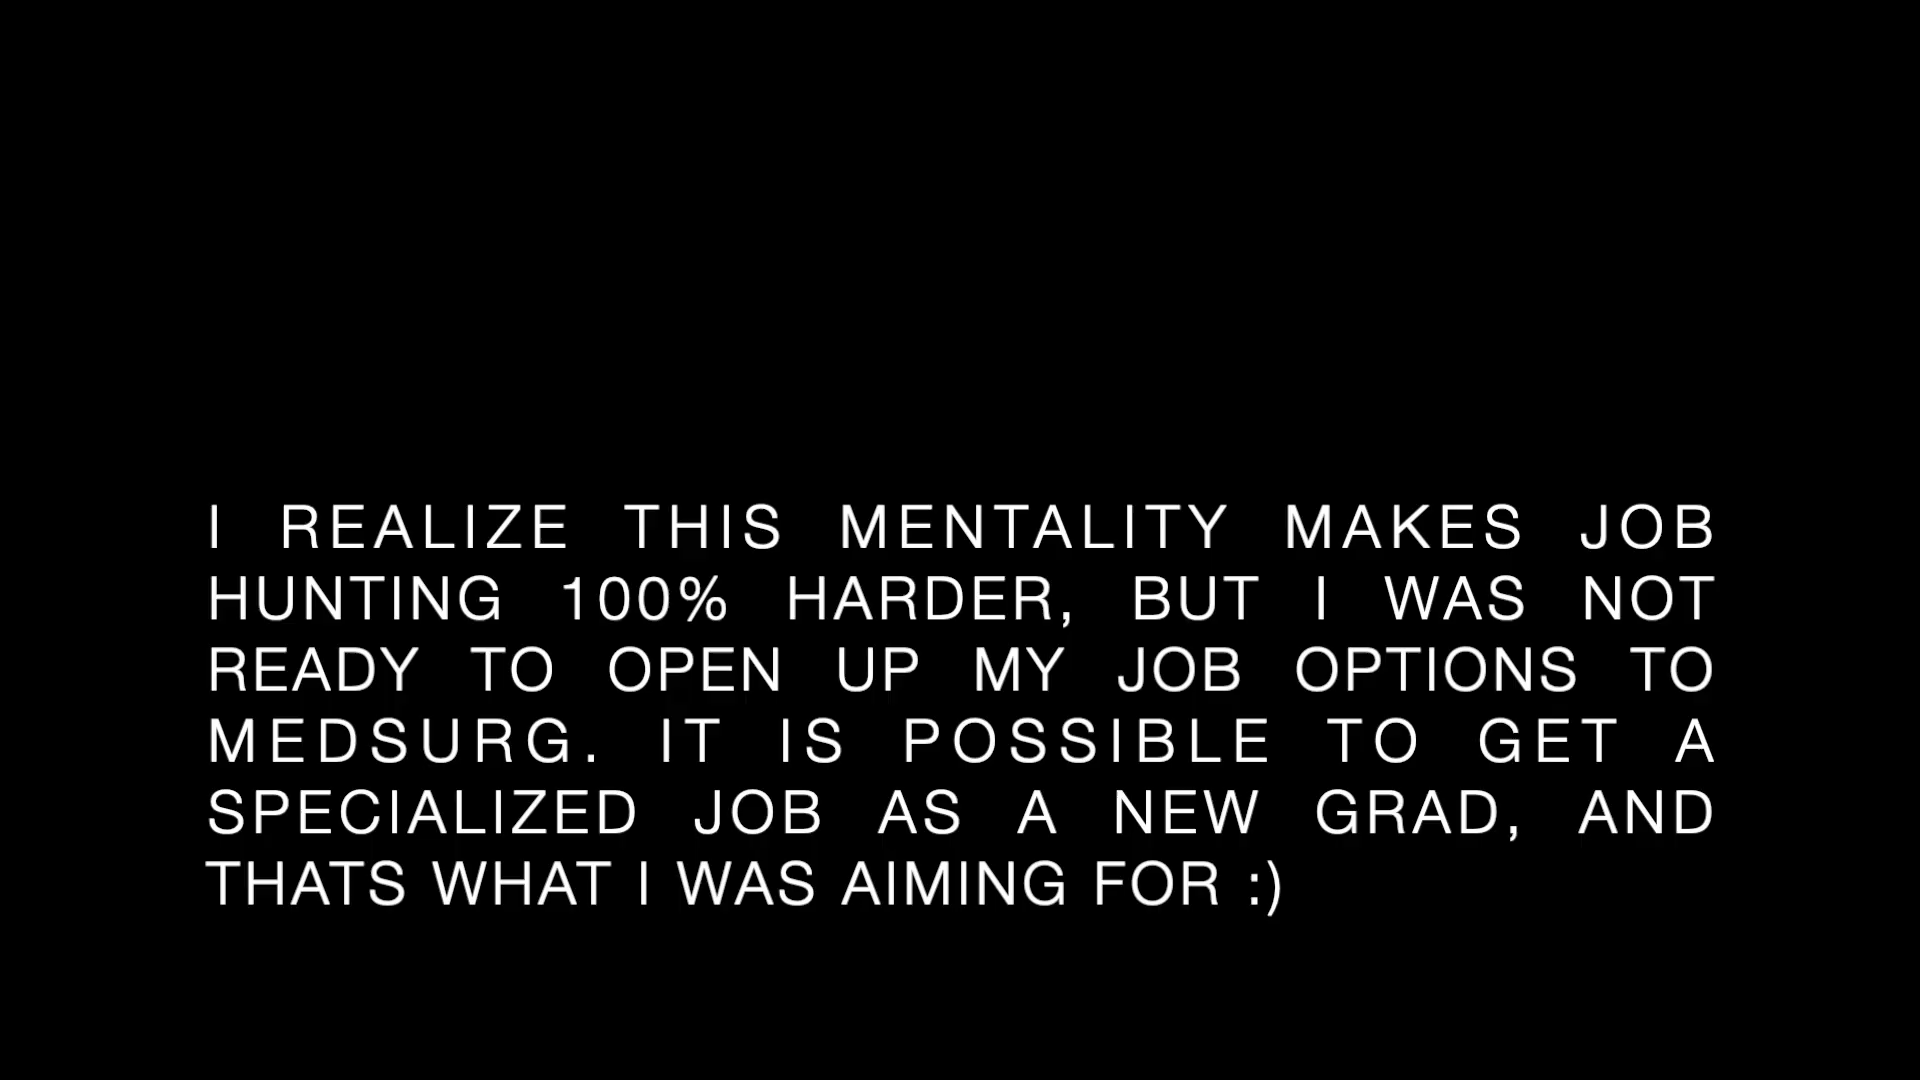 I REALIZE THIS MENTALITY MAKES JOB
HUNTING 100% HARDER, BUT I WAS NOT
READY TO OPEN UP MY JOB OPTIONS TO
MEDSURG. IT IS POSSIBLE TO GET A
SPECIALIZED JOB AS A NEW GRAD, AND
THATS WHAT I WAS AIMING FOR :)